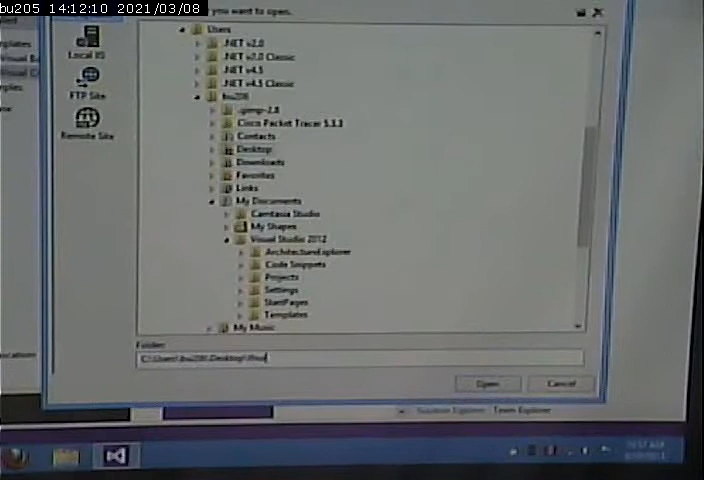 bu205 14:12:10 2021/03/08
you want to open.
Local IIS
FTP Site
Remote Site
Users
.NET v2.0
.NET v2.0 Classic
.NET v4.5
.NET v4.5 Classic
.gimp-2.8
Cisco Packet Tracer 5.3.3
Contacts
Desktop
Downloads
Favorites
Links
My Documents
Camtasia Studio
My Shapes
Visual Studio 2012
ArchitectureExplorer
Code Snippets
Projects
Settings
StartPages
Templates
My Music
Folder:
Open
Cancel
Solution Explorer
Team Explorer